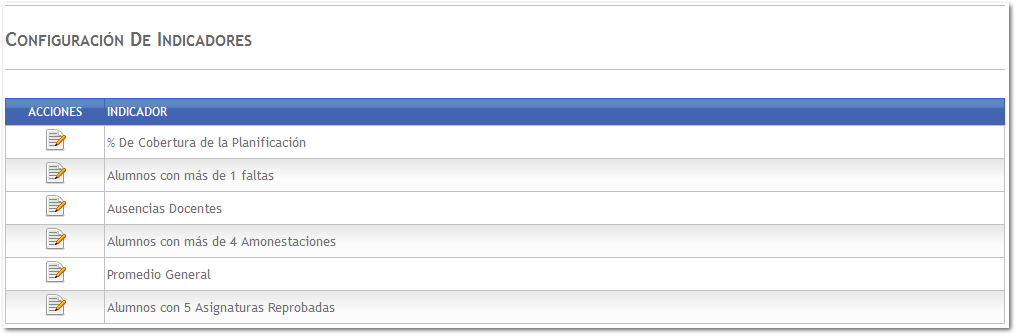 Configuración De Indicadores
ACCIONES INDICADOR
% De Cobertura de la Planificación
Alumnos con más de 1 faltas
Ausencias Docentes
Alumnos con más de 4 Amonestaciones
Promedio General
Alumnos con 5 Asignaturas Reprobadas